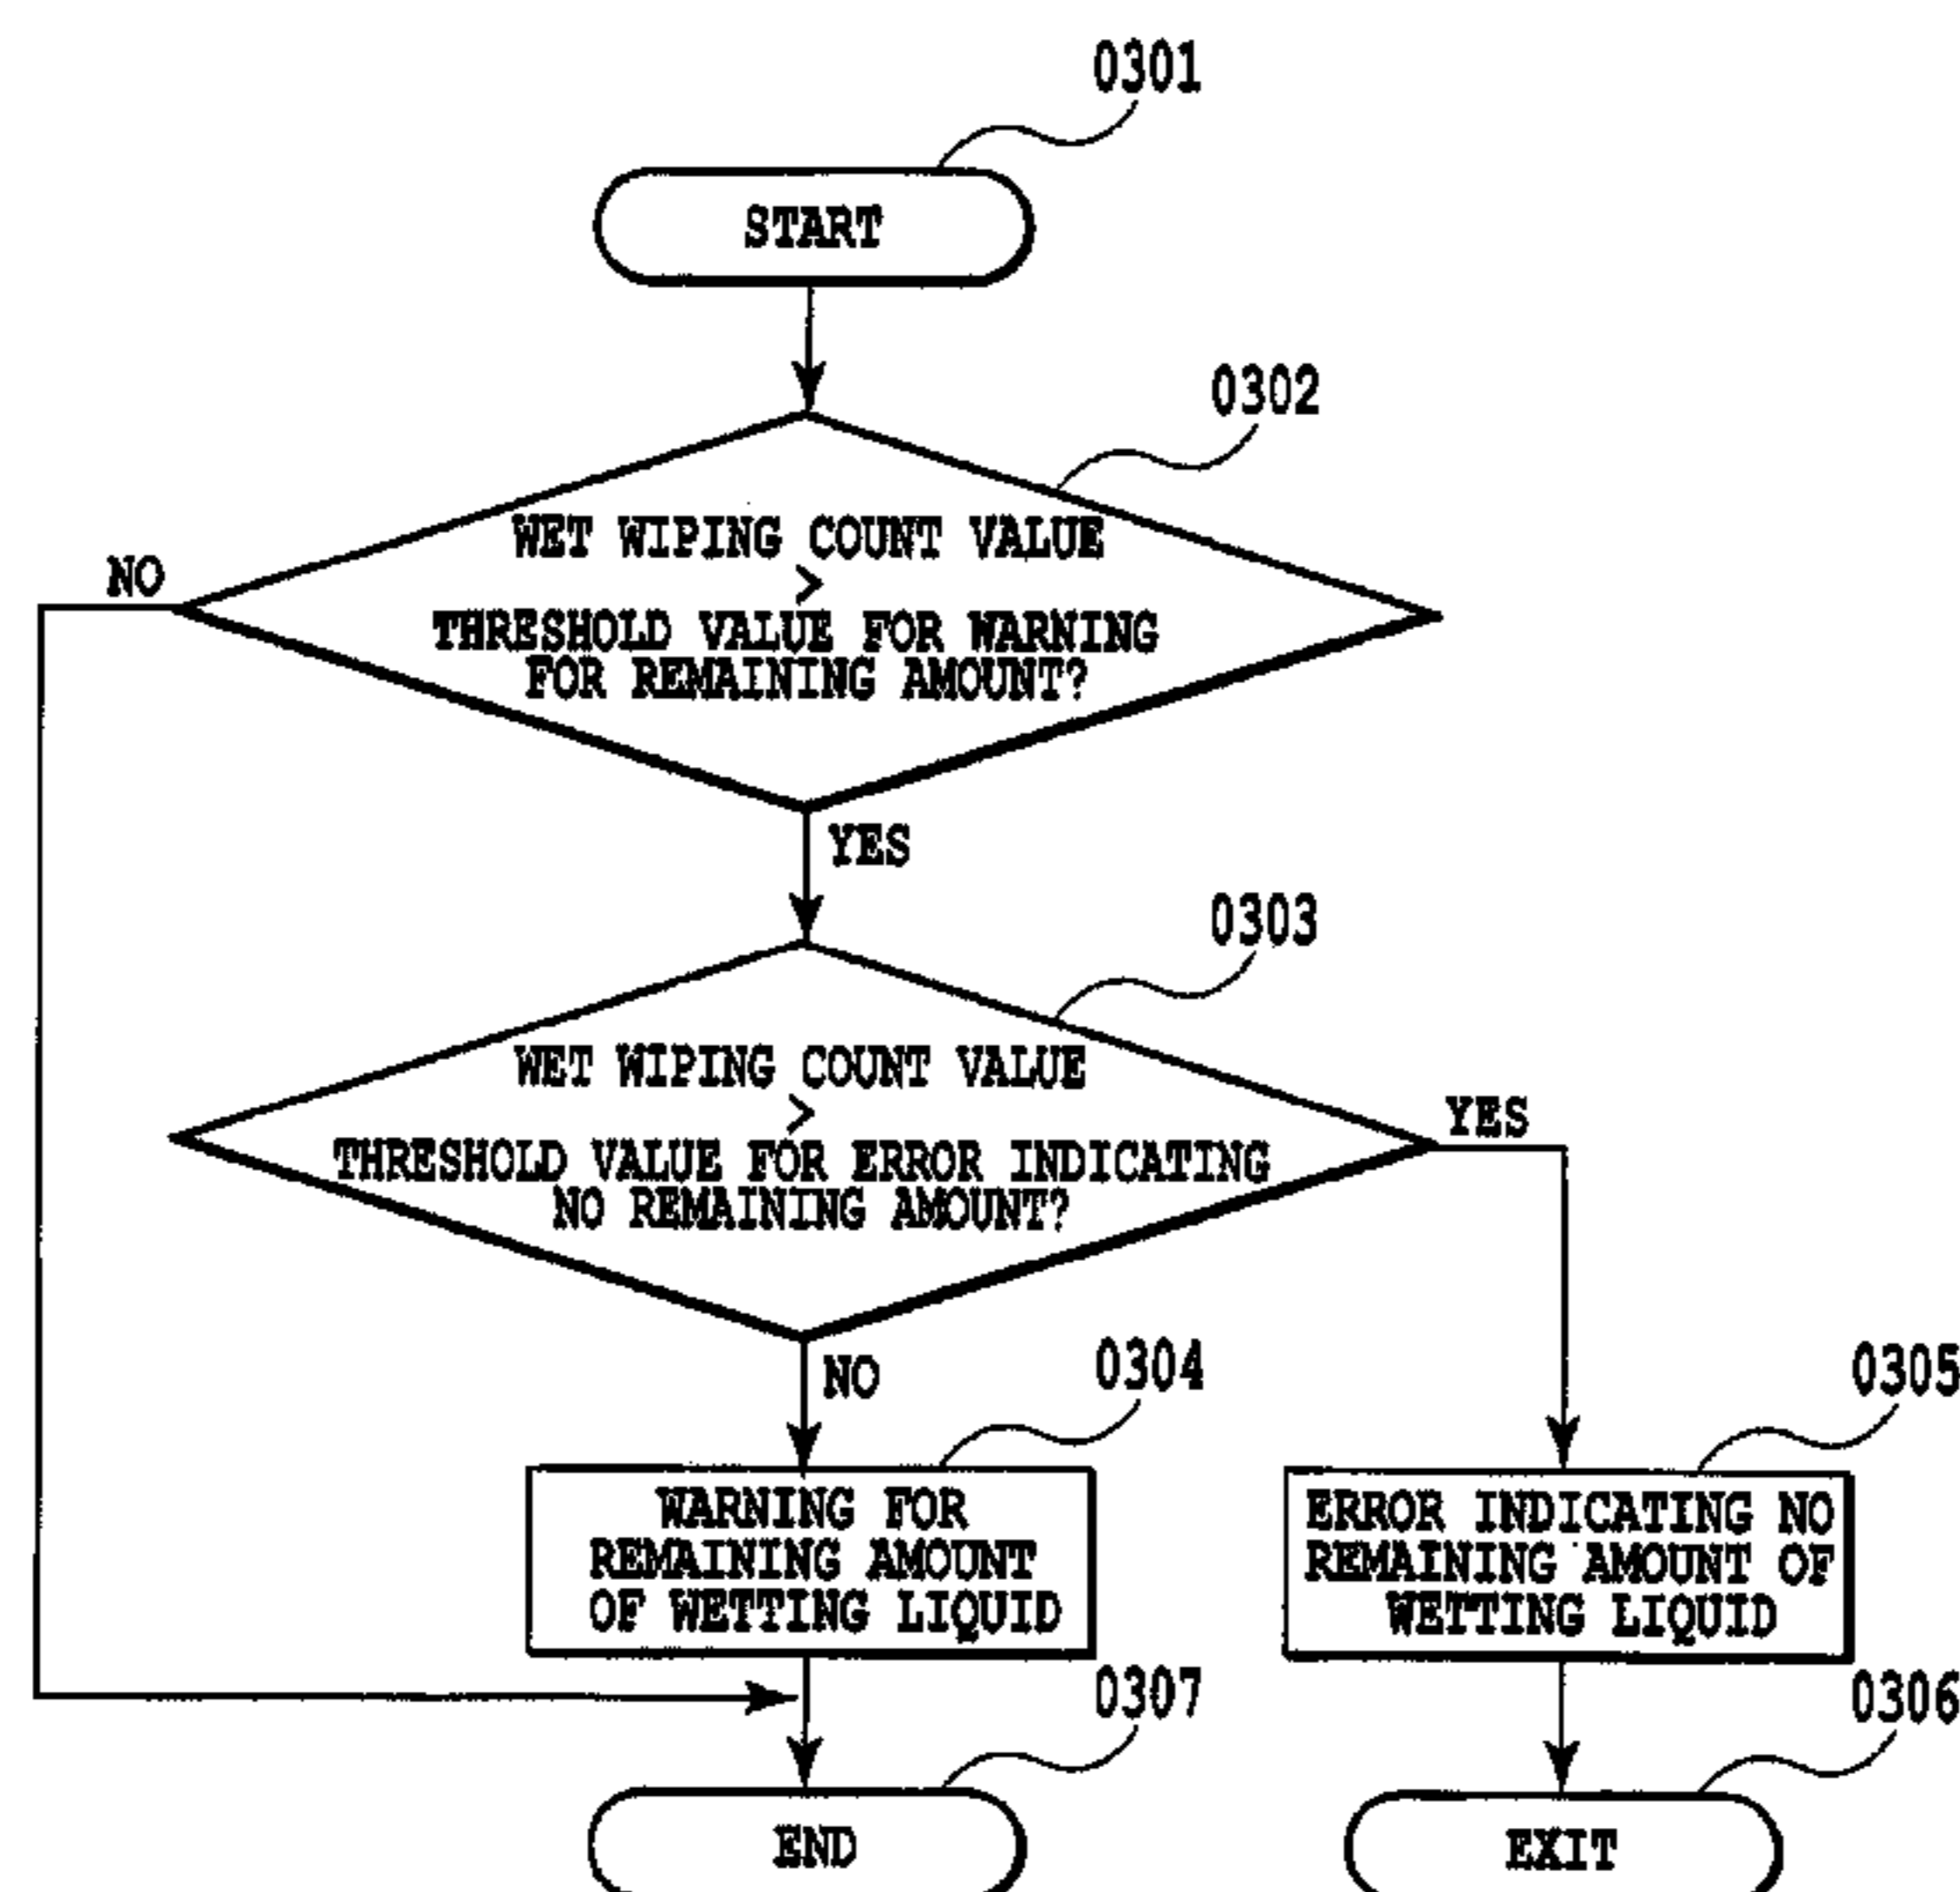 0301
START
0302
WET WIPING COUNT VALUE
>
THRESHOLD VALUE FOR WARNING
FOR REMAINING AMOUNT?
NO
YES
0303
WET WIPING COUNT VALUE
>
THRESHOLD VALUE FOR ERROR INDICATING
NO REMAINING AMOUNT?
YES
NO
0304
WARNING FOR
REMAINING AMOUNT
OF WETTING LIQUID
0305
ERROR INDICATING NO
REMAINING AMOUNT OF
WETTING LIQUID
0307
END
0306
EXIT